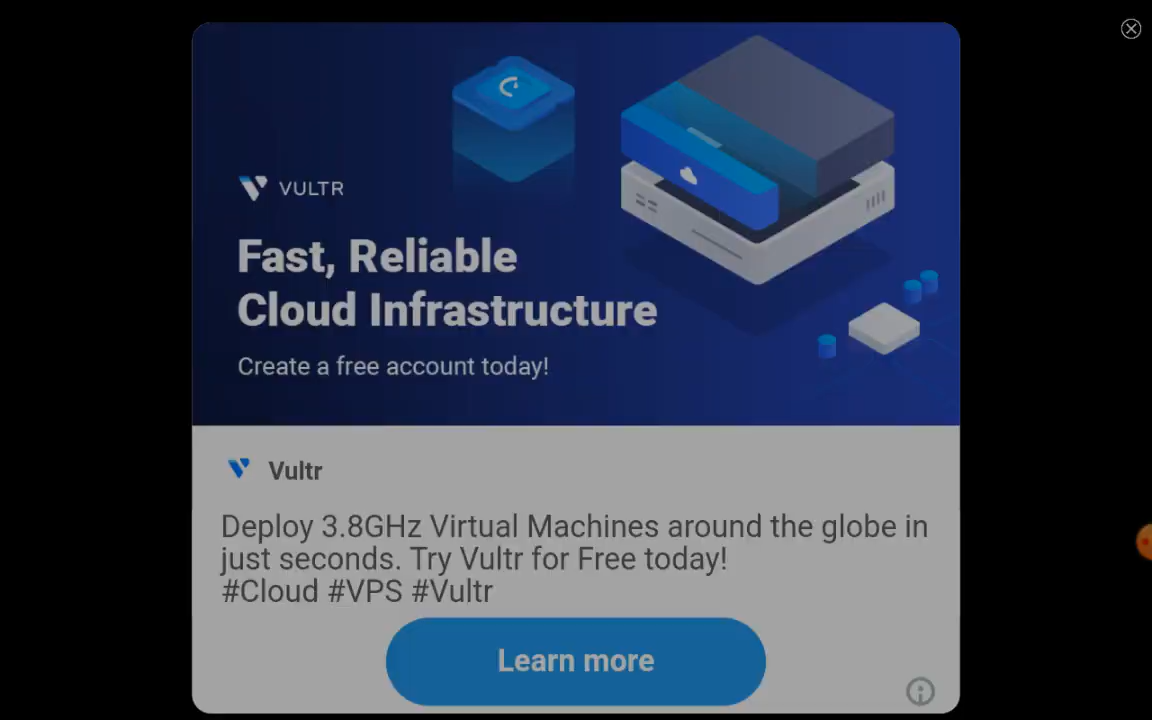 VULTR
Fast, Reliable
Cloud Infrastructure
Create a free account today!
Vultr
Deploy 3.8GHz Virtual Machines around the globe in
just seconds. Try Vultr for Free today!
#Cloud #VPS #Vultr
Learn more